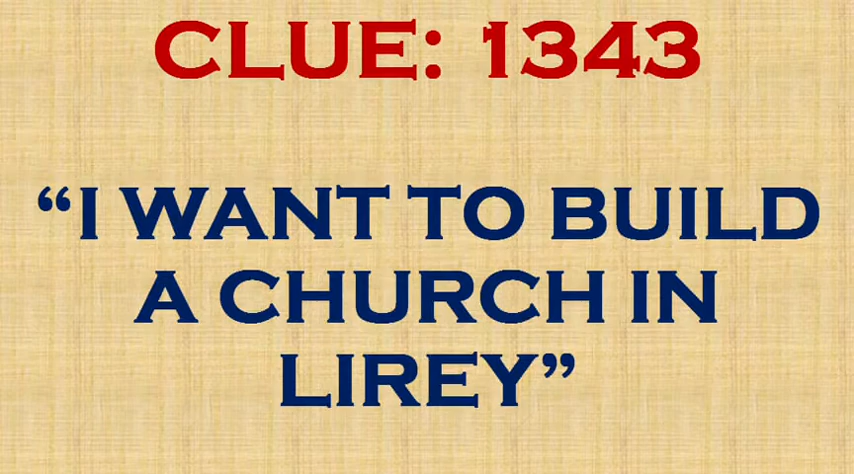 CLUE: 1343
“I WANT TO BUILD
A CHURCH IN
LIREY”